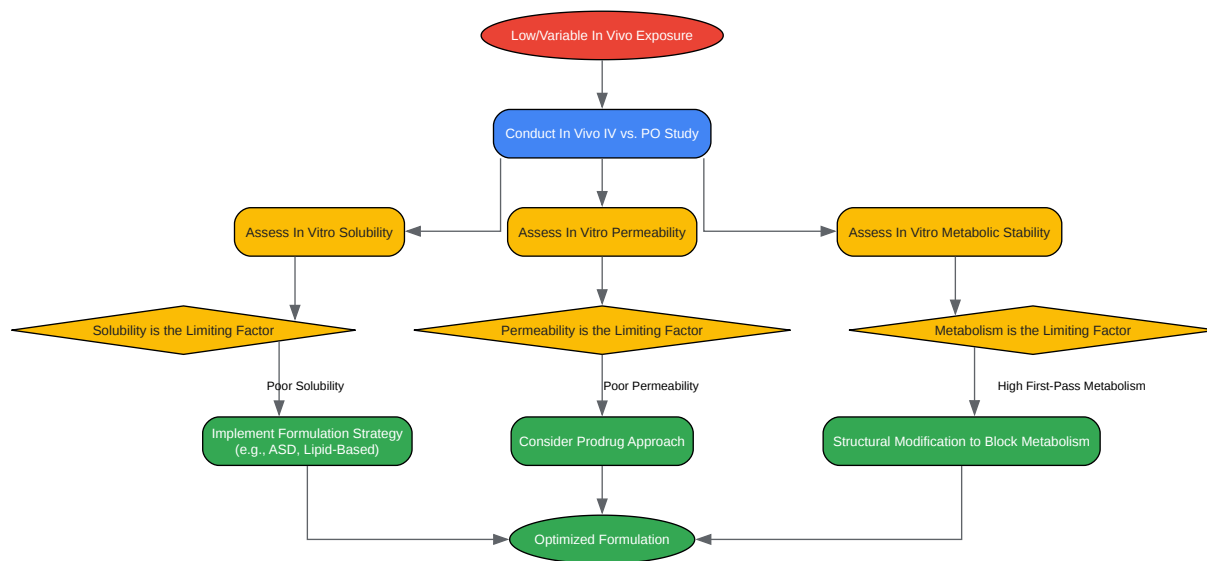 Low/Variable In Vivo Exposure
Conduct In Vivo IV vs. PO Study
Assess In Vitro Solubility
Assess In Vitro Permeability
Assess In Vitro Metabolic Stability
Solubility is the Limiting Factor
Permeability is the Limiting Factor
Metabolism is the Limiting Factor
Poor Solubility
Poor Permeability
High First-Pass Metabolism
Implement Formulation Strategy
(e.g., ASD, Lipid-Based)
Consider Prodrug Approach
Structural Modification to Block Metabolism
Optimized Formulation